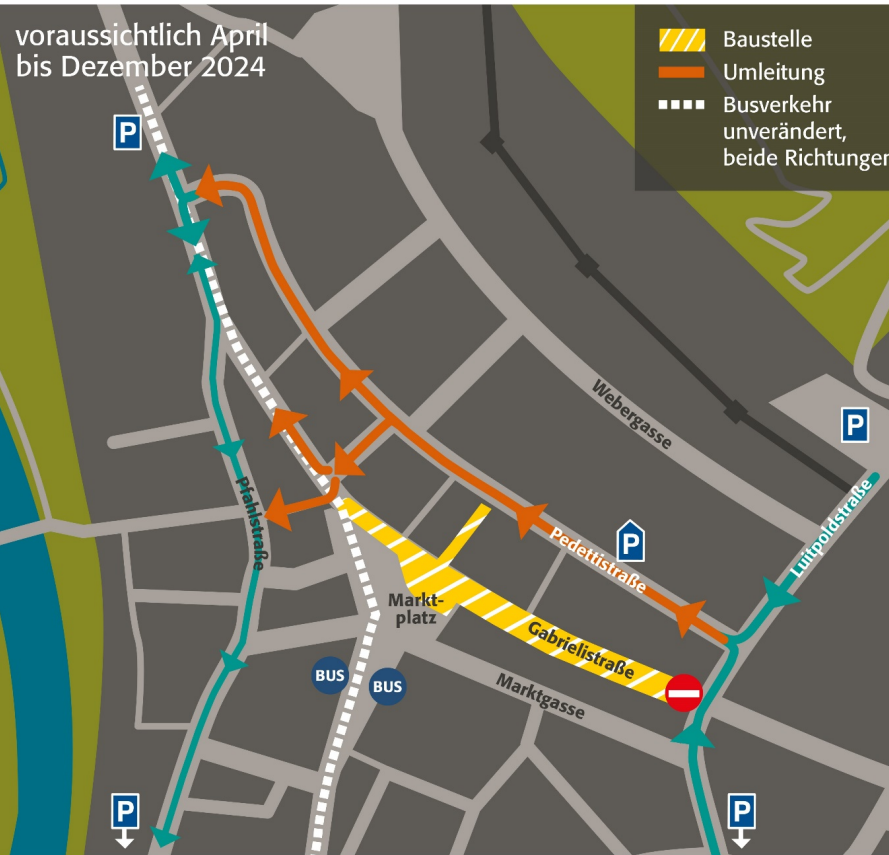 voraussichtlich April
bis Dezember 2024
Baustelle
Umleitung
Busverkehr
unverändert,
beide Richtungen
P
Webergasse
P
Luitpoldstraße
Pfahlstraße
P
Pedettistraße
Markt-
platz
Gabrielistraße
BUS
BUS
Marktgasse
P
P